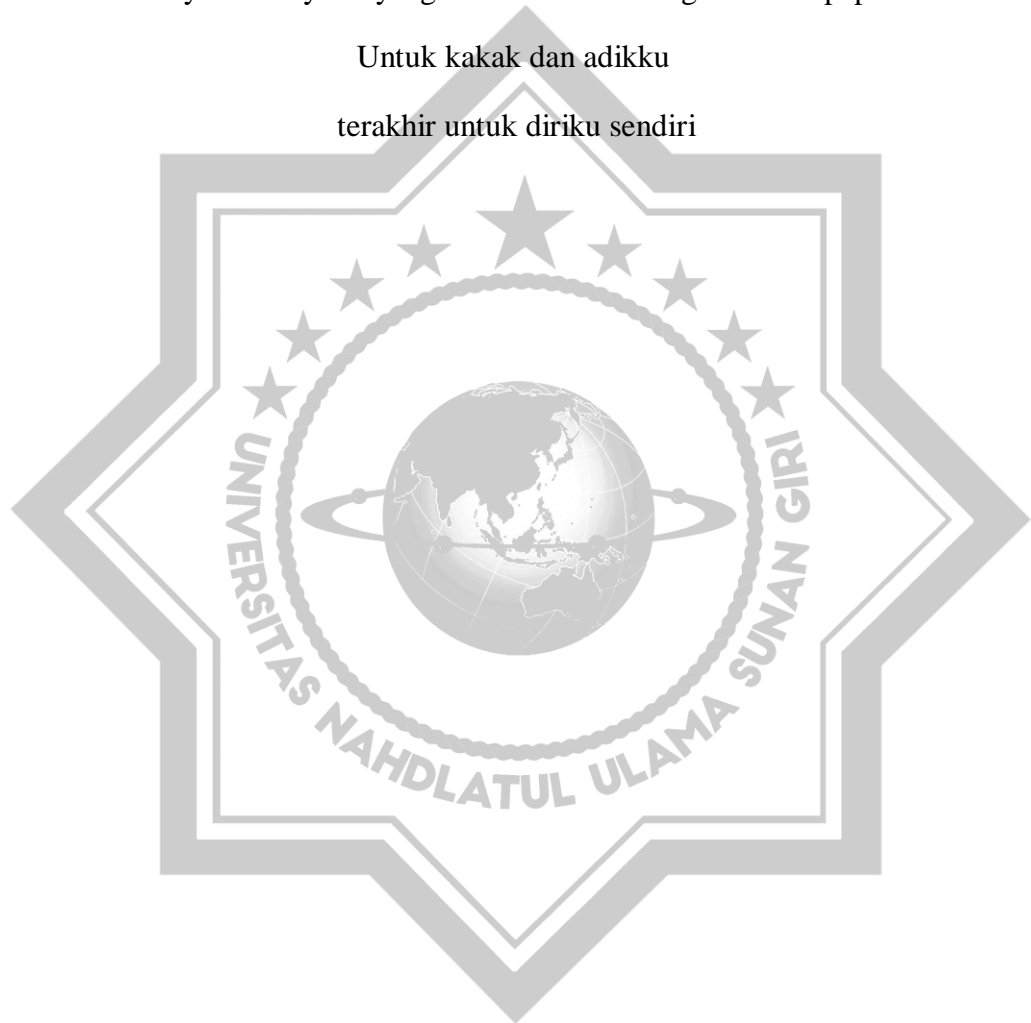 Untuk kakak dan adikku
terakhir untuk diriku sendiri
UNIVERSITAS NAHDLATUL ULAMA SUNAN GIRI